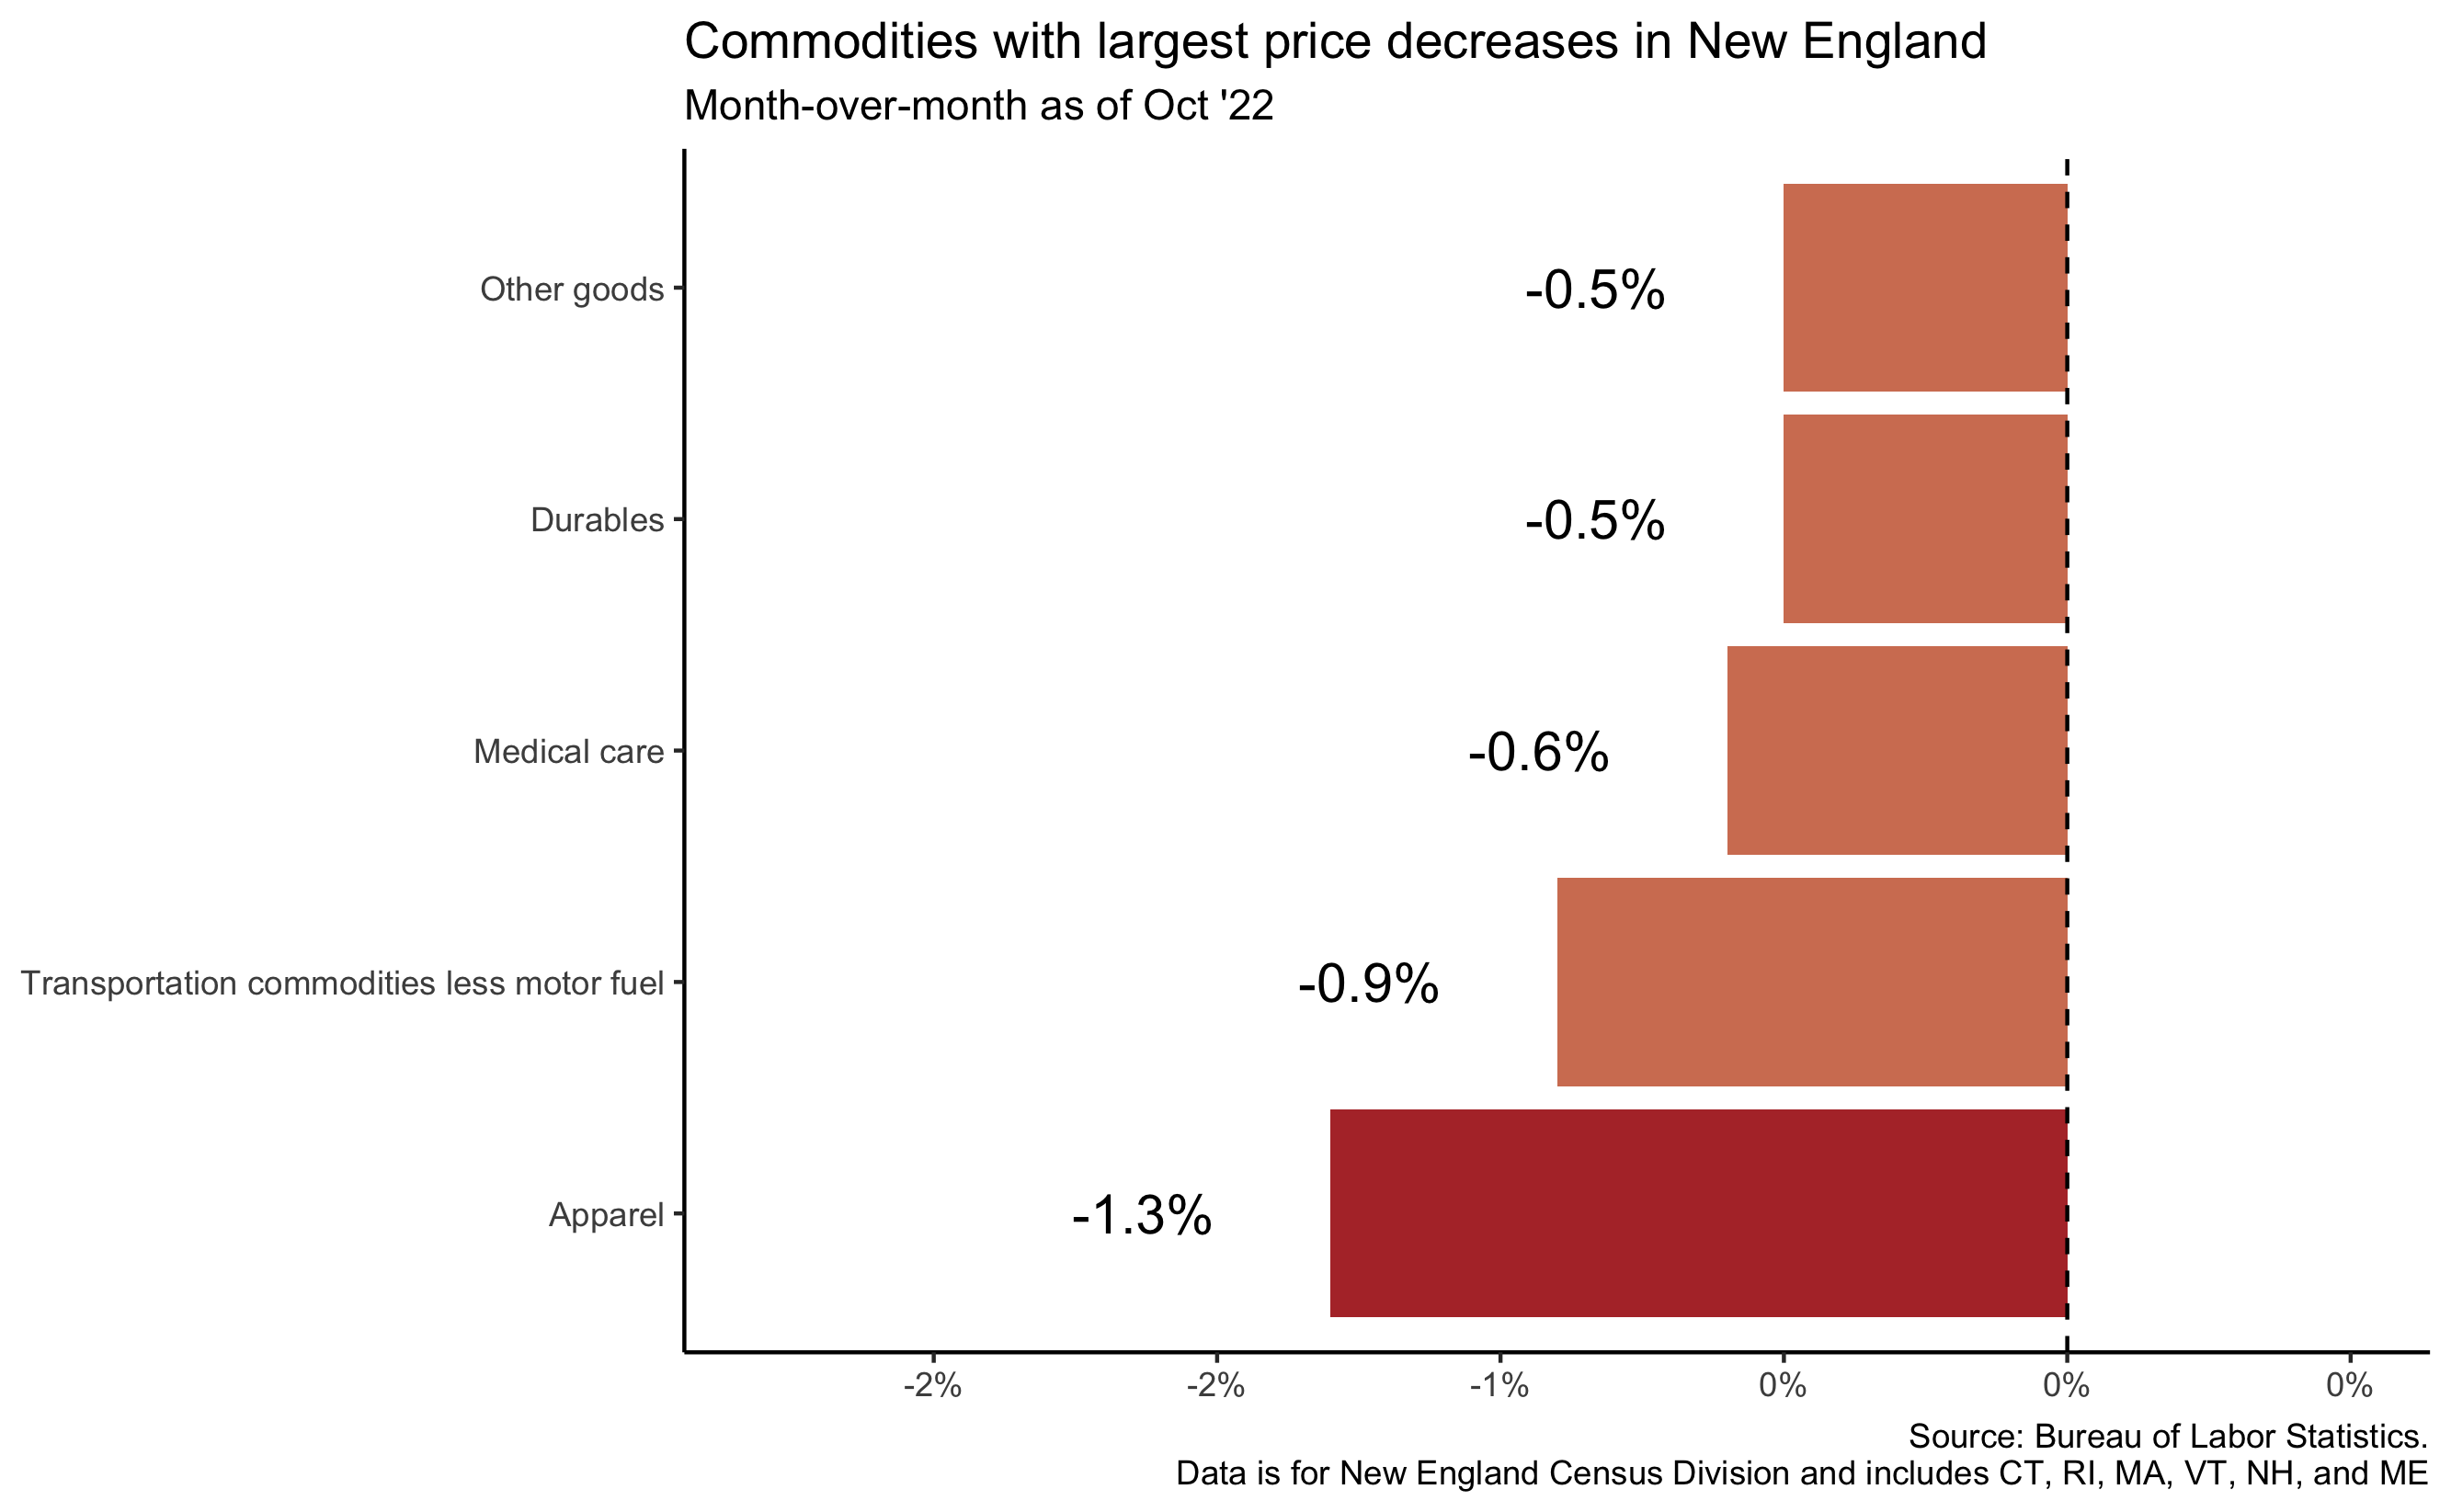 Commodities with largest price decreases in New England
Month-over-month as of Oct '22
Other goods
-0.5%
Durables
-0.5%
Medical care
-0.6%
Transportation commodities less motor fuel
-0.9%
Apparel
-1.3%
-2%
-2%
-1%
0%
0%
0%
Source: Bureau of Labor Statistics.
Data is for New England Census Division and includes CT, RI, MA, VT, NH, and ME